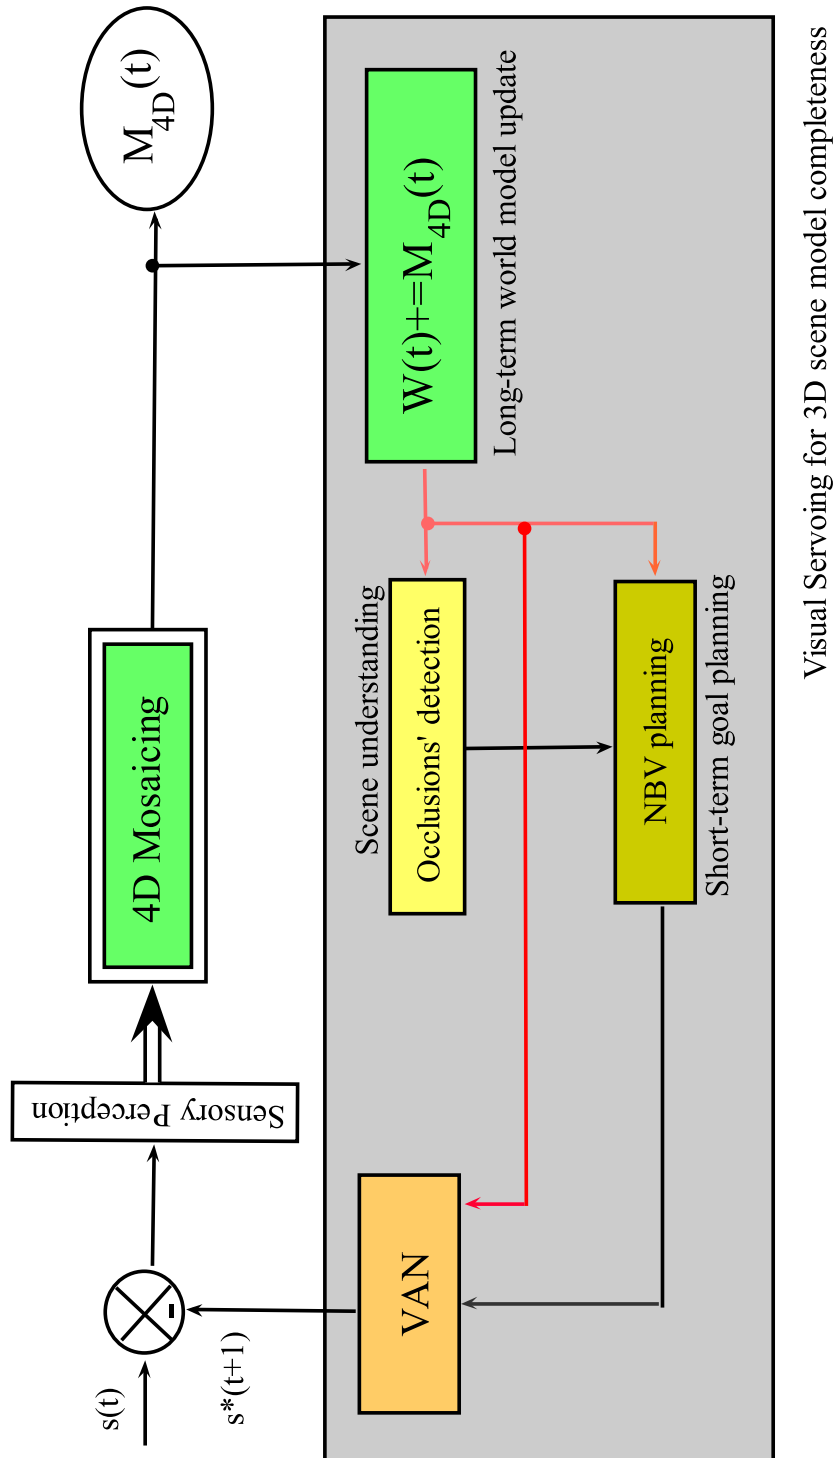 s(t)
s*(t+1)
Sensory Perception
4D Mosaicing
M4D(t)
VAN
Scene understanding
Occlusions' detection
NBV planning
Short-term goal planning
W(t)+=M4D(t)
Long-term world model update
Visual Servoing for 3D scene model completeness